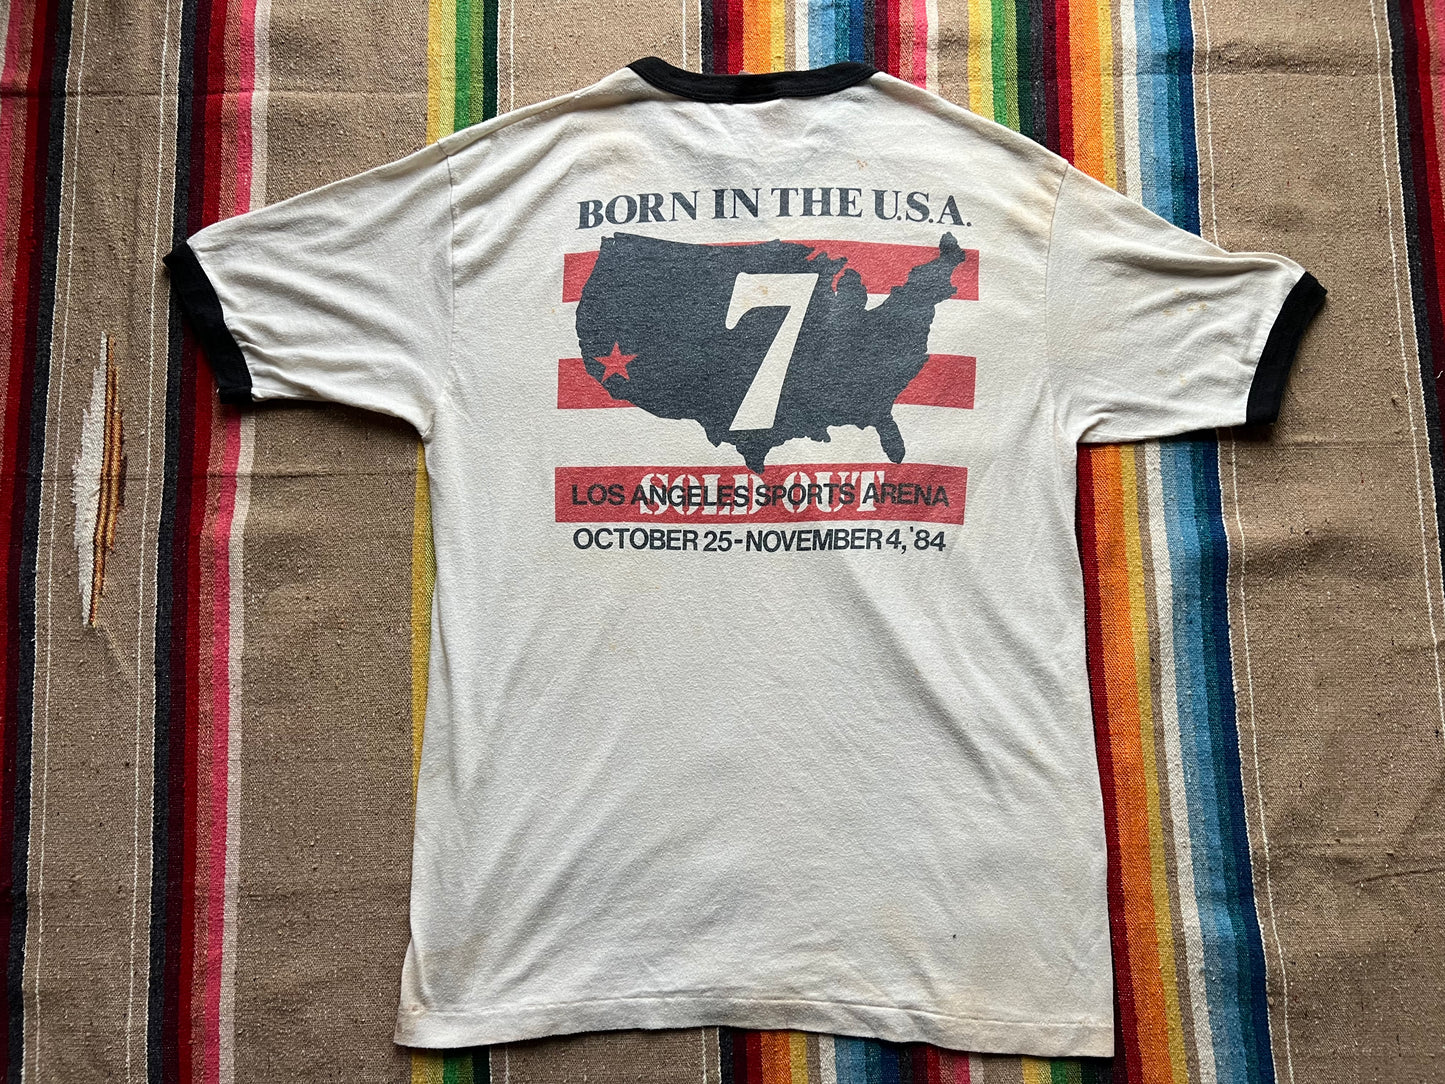 BORN IN THE U.S.A.
7
SOLD OUT
LOS ANGELES SPORTS ARENA
OCTOBER 25-NOVEMBER 4, '84